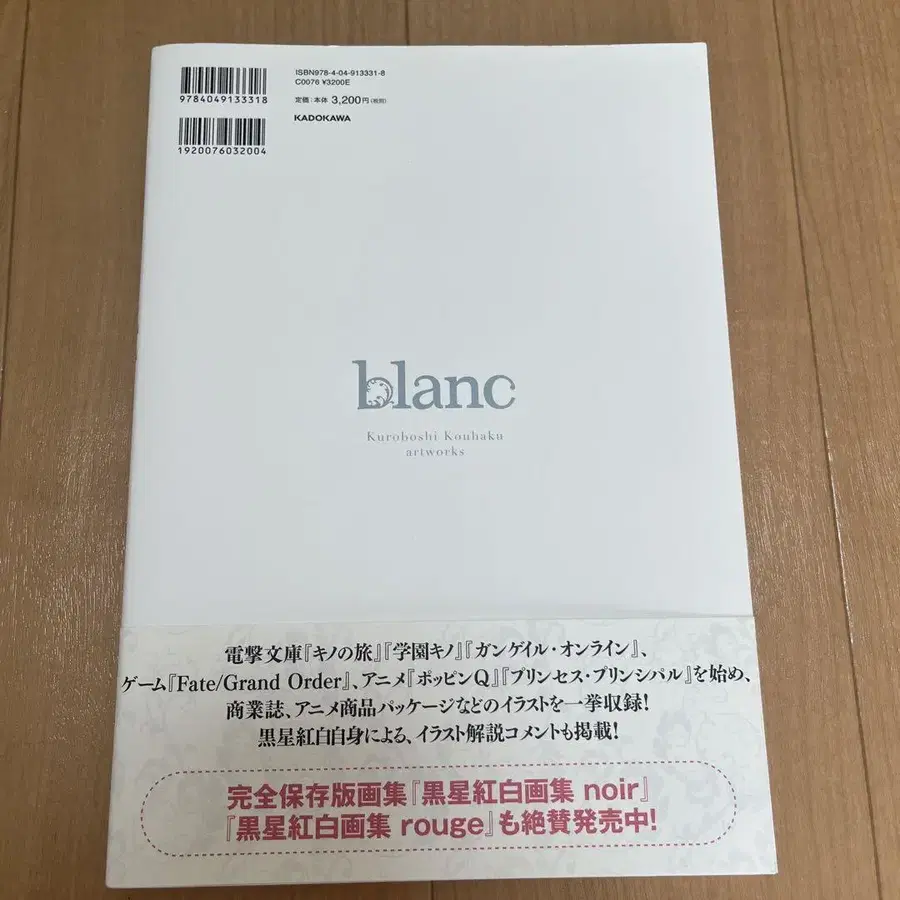 ISBN978-4-04-913331-8
C0076 ¥3200E
9784049133318
定価:本体 3,200円(税別)
KADOKAWA
1920076032004
blanc
Kuroboshi Kouhaku
artworks
電撃文庫『キノの旅』『学園キノ』『ガンゲイル・オンライン』、
ゲーム『Fate/Grand Order』、アニメ『ポッピンQ』『プリンセス・プリンシパル』を始め、
商業誌、アニメ商品パッケージなどのイラストを一挙収録!
黒星紅白自身による、イラスト解説コメントも掲載!
完全保存版画集『黒星紅白画集 noir』
『黒星紅白画集 rouge』も絶賛発売中!